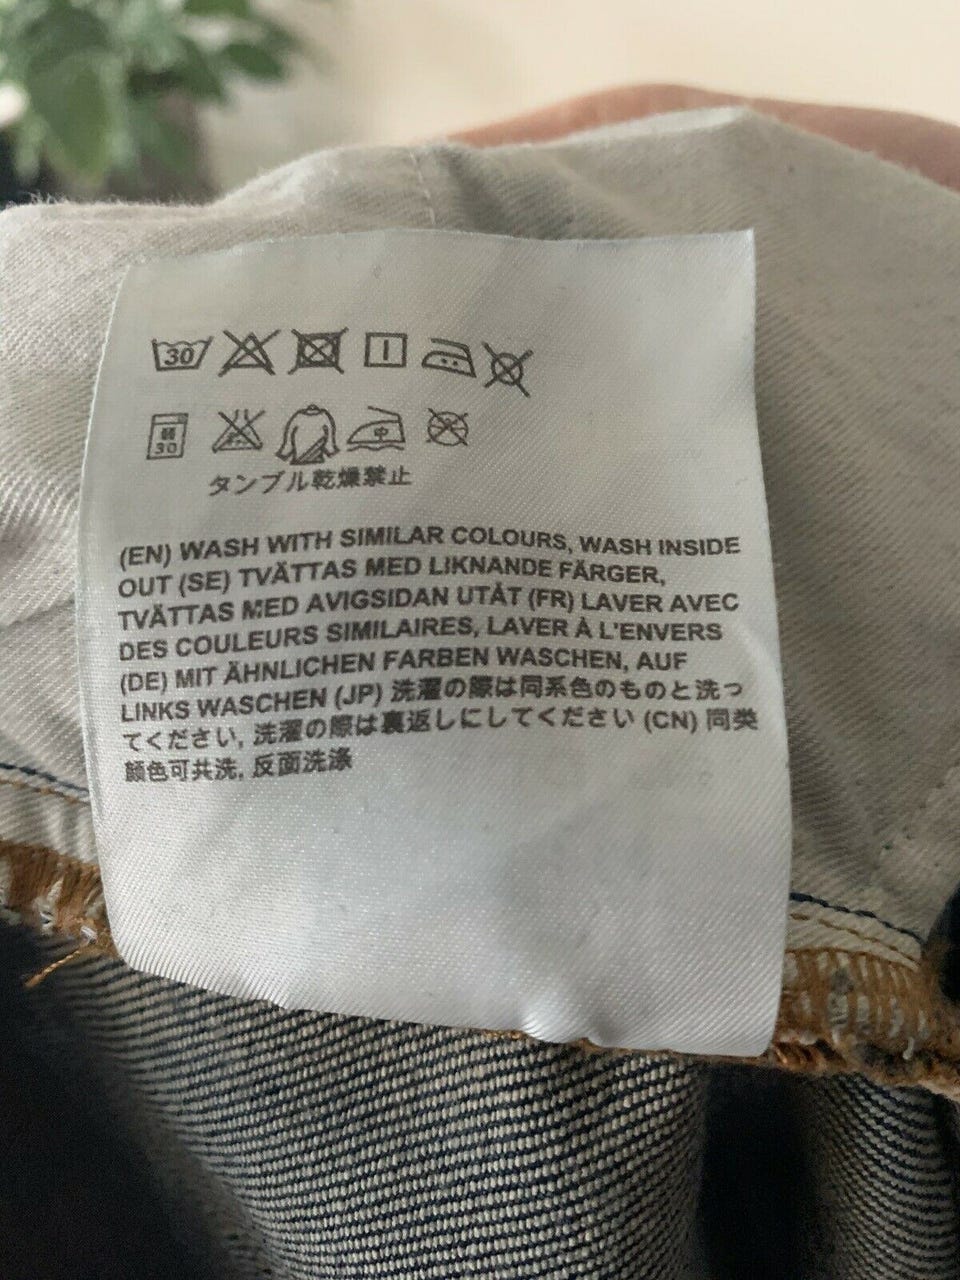 30
弱
30
中
タンブル乾燥禁止
(EN) WASH WITH SIMILAR COLOURS, WASH INSIDE
OUT (SE) TVÄTTAS MED LIKNANDE FÄRGER,
TVÄTTAS MED AVIGSIDAN UTÅT (FR) LAVER AVEC
DES COULEURS SIMILAIRES, LAVER À L'ENVERS
(DE) MIT ÄHNLICHEN FARBEN WASCHEN, AUF
LINKS WASCHEN (JP) 洗濯の際は同系色のものと洗っ
てください, 洗濯の際は裏返しにしてください (CN) 同类
颜色可共洗, 反面洗涤